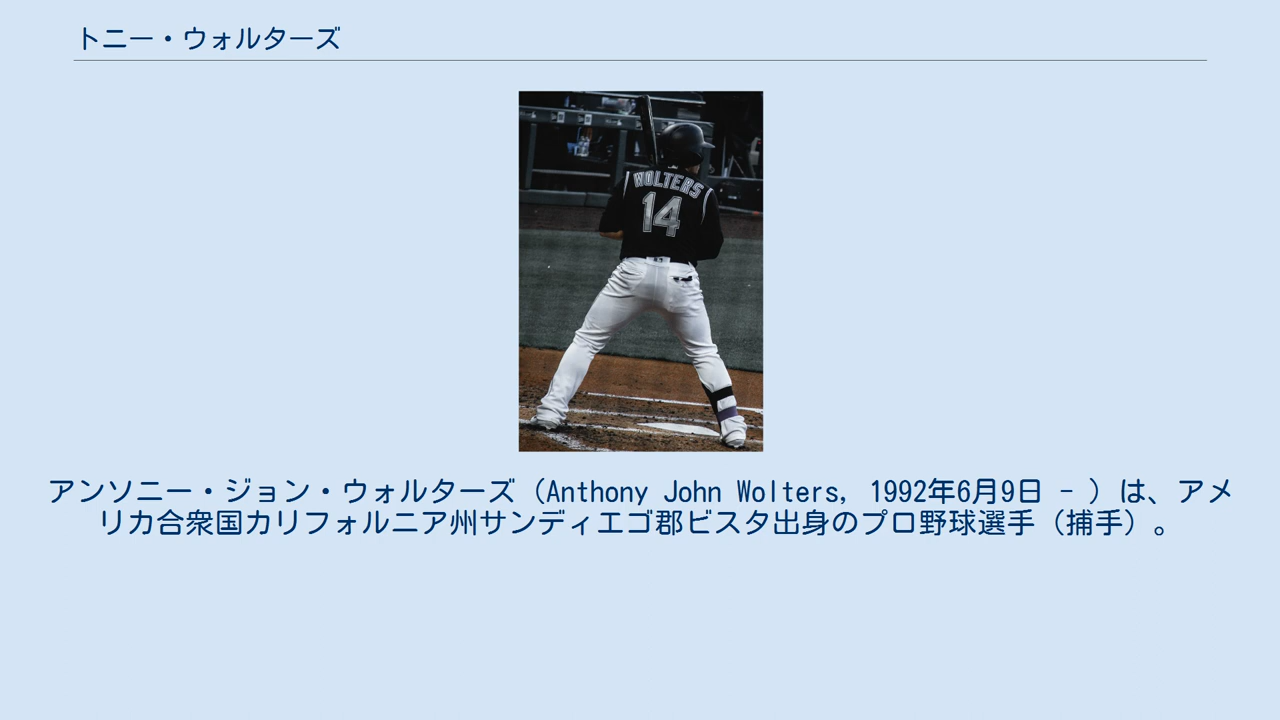 トニー・ウォルターズ
WOLTERS
14
アンソニー・ジョン・ウォルターズ（Anthony John Wolters, 1992年6月9日 - ）は、アメ
リカ合衆国カリフォルニア州サンディエゴ郡ビスタ出身のプロ野球選手（捕手）。